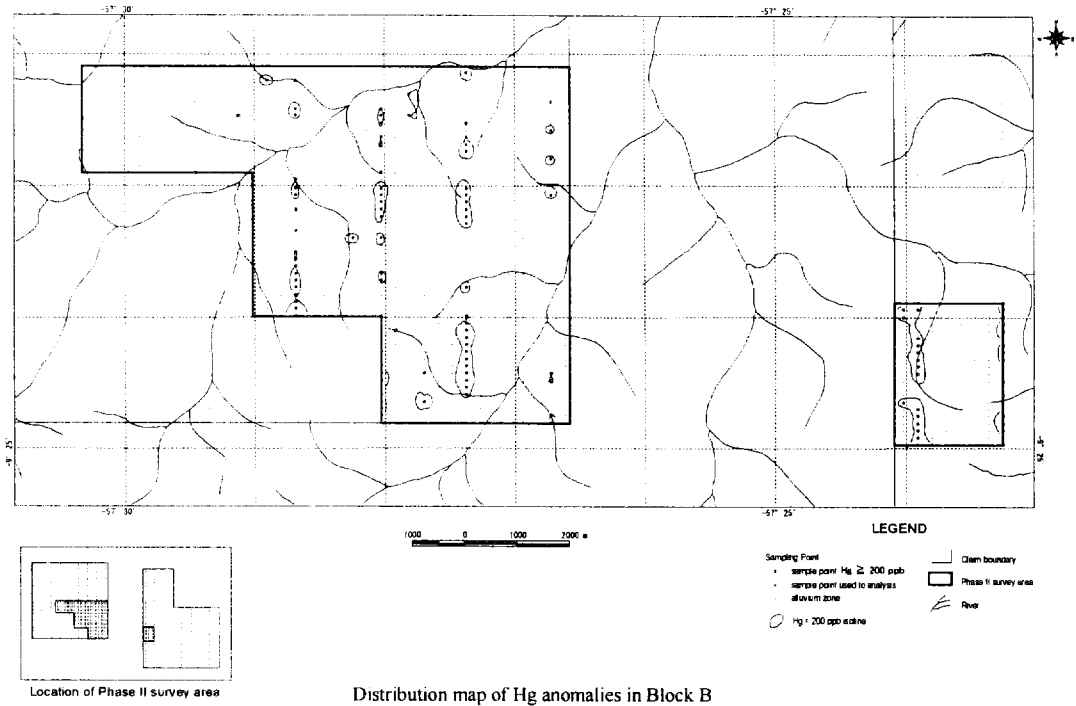 -57° 30'
-57° 25'
-9° 25'
-9° 25'
-57° 30'
-57° 25'
1000 0 1000 2000 m
LEGEND
Sampling Point
sample point Hg ≥ 200 ppb
sample point used to analysis
alluvium zone
Hg = 200 ppb isoline
Claim boundary
Phase II survey area
River
Location of Phase II survey area
Distribution map of Hg anomalies in Block B